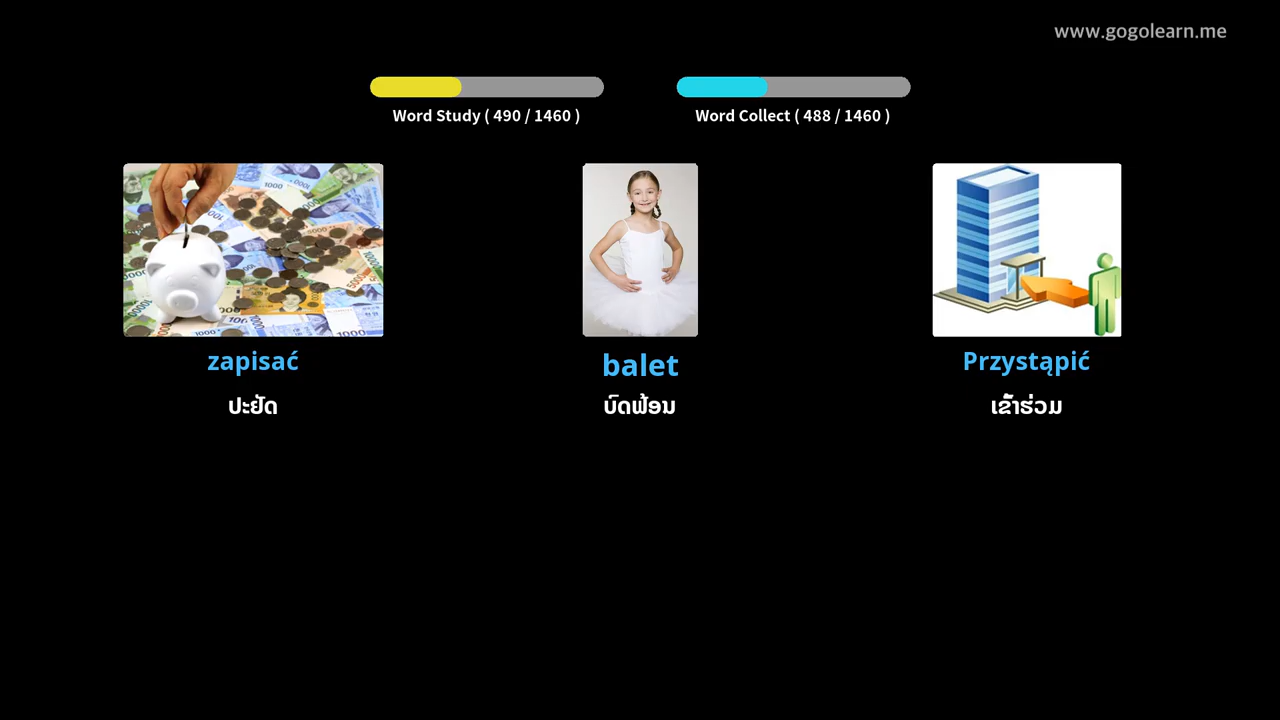 www.gogolearn.me
Word Study ( 490 / 1460 )
Word Collect ( 488 / 1460 )
zapisać
balet
Przystąpić
ປະຢັດ
ບົດຟ້ອນ
ເຂົ້າຮ່ວມ